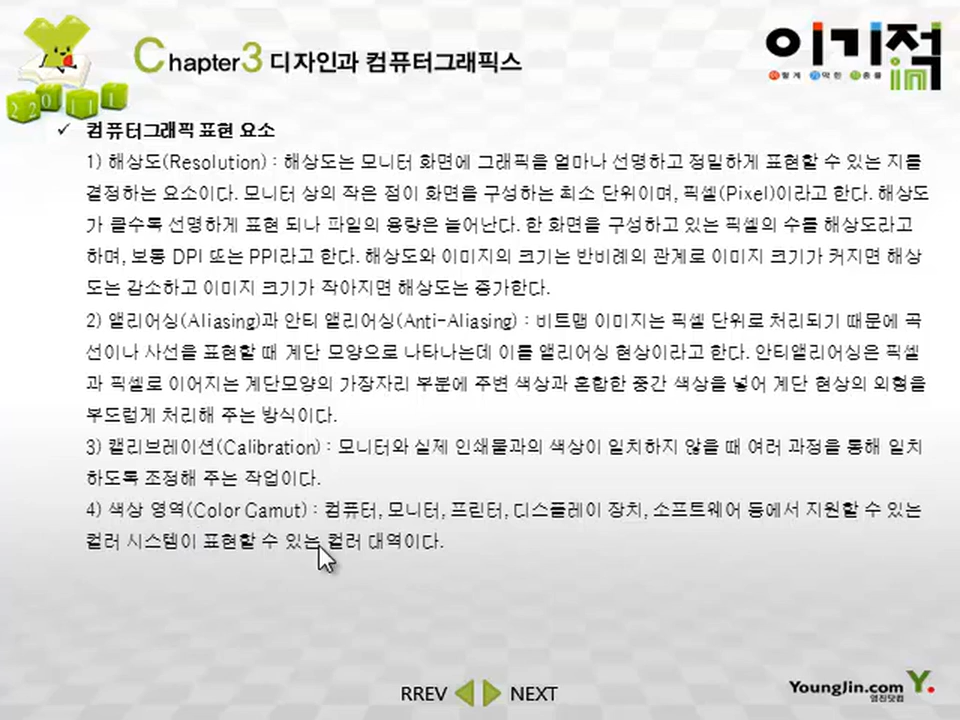 Chapter3 디자인과 컴퓨터그래픽스
이기적in
22011
✓ 컴퓨터그래픽 표현 요소
1) 해상도(Resolution) : 해상도는 모니터 화면에 그래픽을 얼마나 선명하고 정밀하게 표현할 수 있는 지를
결정하는 요소이다. 모니터 상의 작은 점이 화면을 구성하는 최소 단위이며, 픽셀(Pixel)이라고 한다. 해상도
가 클수록 선명하게 표현 되나 파일의 용량은 늘어난다. 한 화면을 구성하고 있는 픽셀의 수를 해상도라고
하며, 보통 DPI 또는 PPI라고 한다. 해상도와 이미지의 크기는 반비례의 관계로 이미지 크기가 커지면 해상
도는 감소하고 이미지 크기가 작아지면 해상도는 증가한다.
2) 앨리어싱(Aliasing)과 안티 앨리어싱(Anti-Aliasing) : 비트맵 이미지는 픽셀 단위로 처리되기 때문에 곡
선이나 사선을 표현할 때 계단 모양으로 나타나는데 이를 앨리어싱 현상이라고 한다. 안티앨리어싱은 픽셀
과 픽셀로 이어지는 계단모양의 가장자리 부분에 주변 색상과 혼합한 중간 색상을 넣어 계단 현상의 외형을
부드럽게 처리해 주는 방식이다.
3) 캘리브레이션(Calibration) : 모니터와 실제 인쇄물과의 색상이 일치하지 않을 때 여러 과정을 통해 일치
하도록 조정해 주는 작업이다.
4) 색상 영역(Color Gamut) : 컴퓨터, 모니터, 프린터, 디스플레이 장치, 소프트웨어 등에서 지원할 수 있는
컬러 시스템이 표현할 수 있는 컬러 대역이다.
RREV NEXT
YoungJin.com Y.
영진닷컴